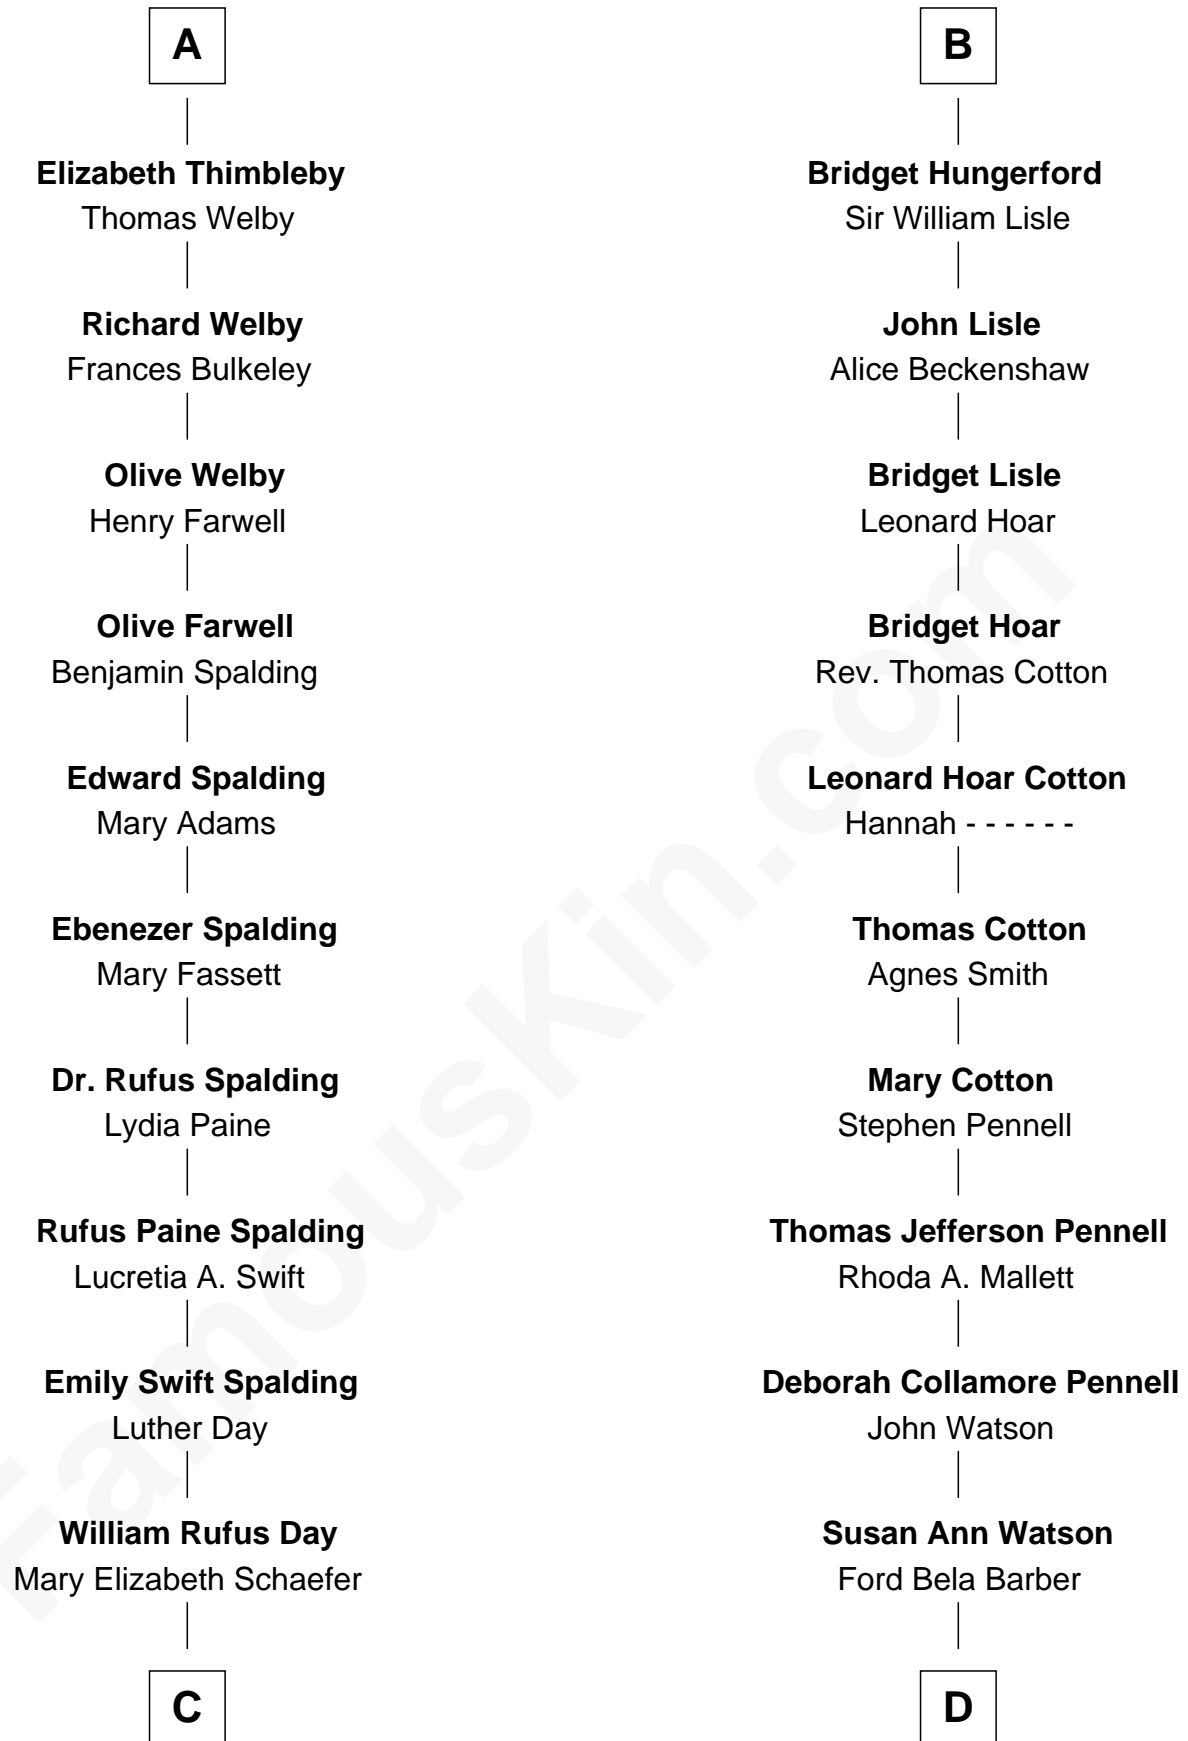 A
Elizabeth Thimbleby
Thomas Welby
Richard Welby
Frances Bulkeley
Olive Welby
Henry Farwell
Olive Farwell
Benjamin Spalding
Edward Spalding
Mary Adams
Ebenezer Spalding
Mary Fassett
Dr. Rufus Spalding
Lydia Paine
Rufus Paine Spalding
Lucretia A. Swift
Emily Swift Spalding
Luther Day
William Rufus Day
Mary Elizabeth Schaefer
C
B
Bridget Hungerford
Sir William Lisle
John Lisle
Alice Beckenshaw
Bridget Lisle
Leonard Hoar
Bridget Hoar
Rev. Thomas Cotton
Leonard Hoar Cotton
Hannah - - - - - -
Thomas Cotton
Agnes Smith
Mary Cotton
Stephen Pennell
Thomas Jefferson Pennell
Rhoda A. Mallett
Deborah Collamore Pennell
John Watson
Susan Ann Watson
Ford Bela Barber
D
FamousKin.com